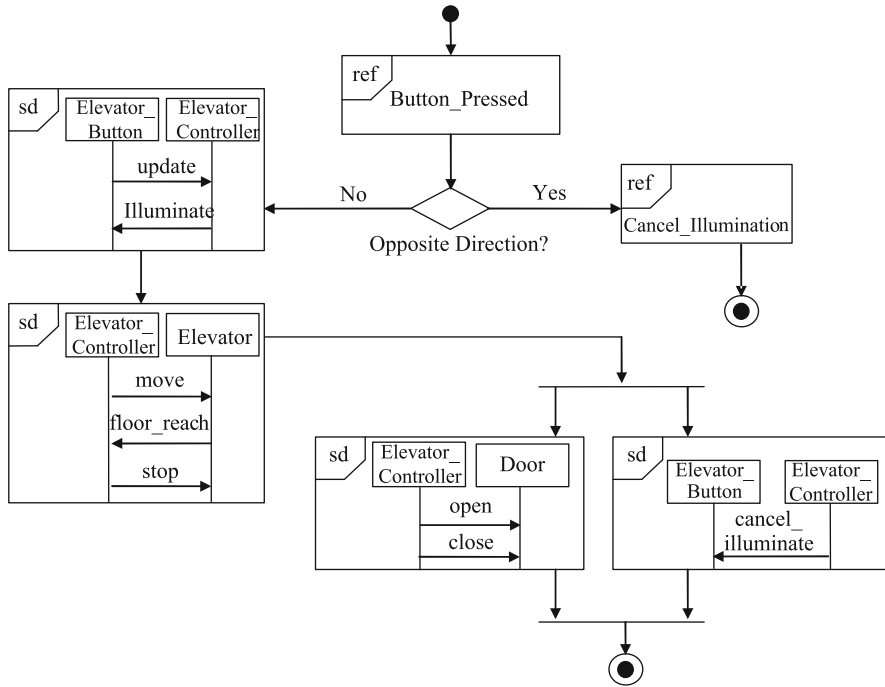 ref
Button_Pressed
sd
Elevator_
Button
Elevator_
Controller
update
Illuminate
No
Yes
Opposite Direction?
ref
Cancel_Illumination
sd
Elevator_
Controller
Elevator
move
floor_reach
stop
sd
Elevator_
Controller
Door
open
close
sd
Elevator_
Button
Elevator_
Controller
cancel_
illuminate